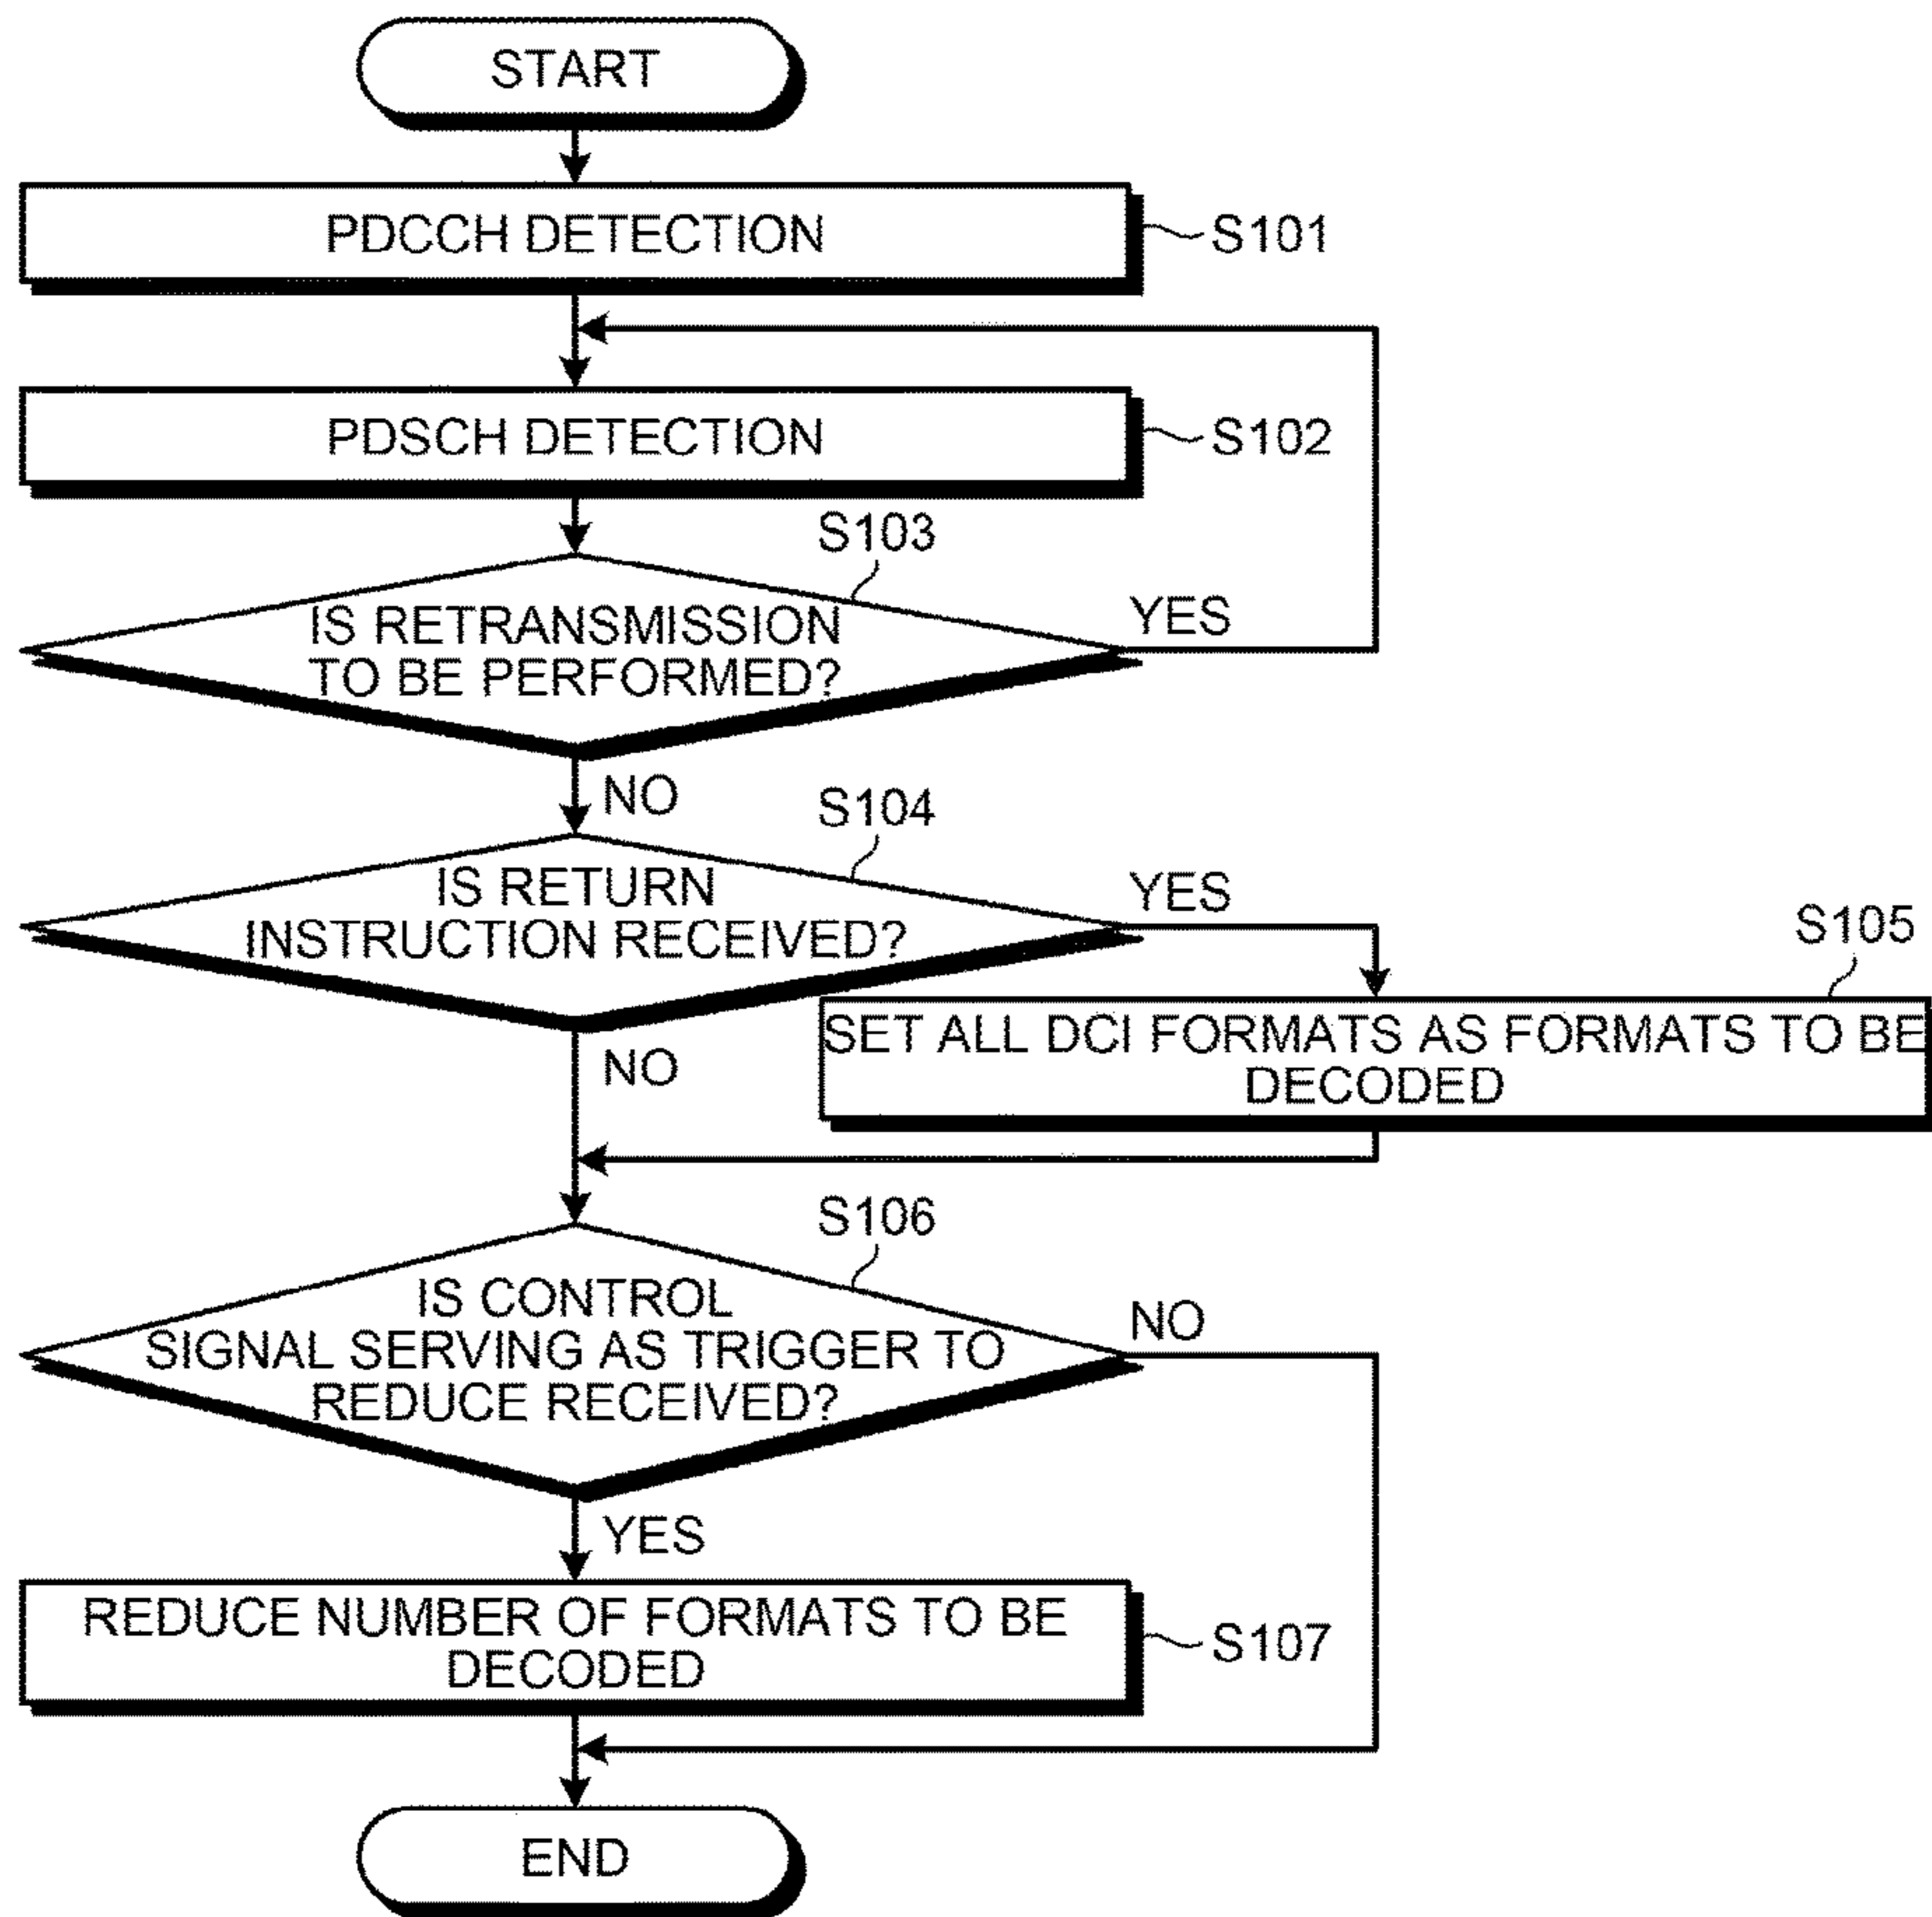 START
PDCCH DETECTION
S101
PDSCH DETECTION
S102
S103
IS RETRANSMISSION
TO BE PERFORMED?
YES
NO
S104
IS RETURN
INSTRUCTION RECEIVED?
YES
S105
SET ALL DCI FORMATS AS FORMATS TO BE
DECODED
NO
S106
IS CONTROL
SIGNAL SERVING AS TRIGGER TO
REDUCE RECEIVED?
NO
YES
REDUCE NUMBER OF FORMATS TO BE
DECODED
S107
END